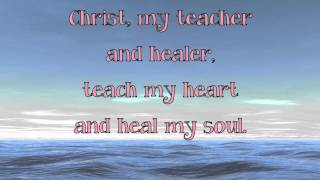 Christ, my teacher
and healer,
teach my heart
and heal my soul.